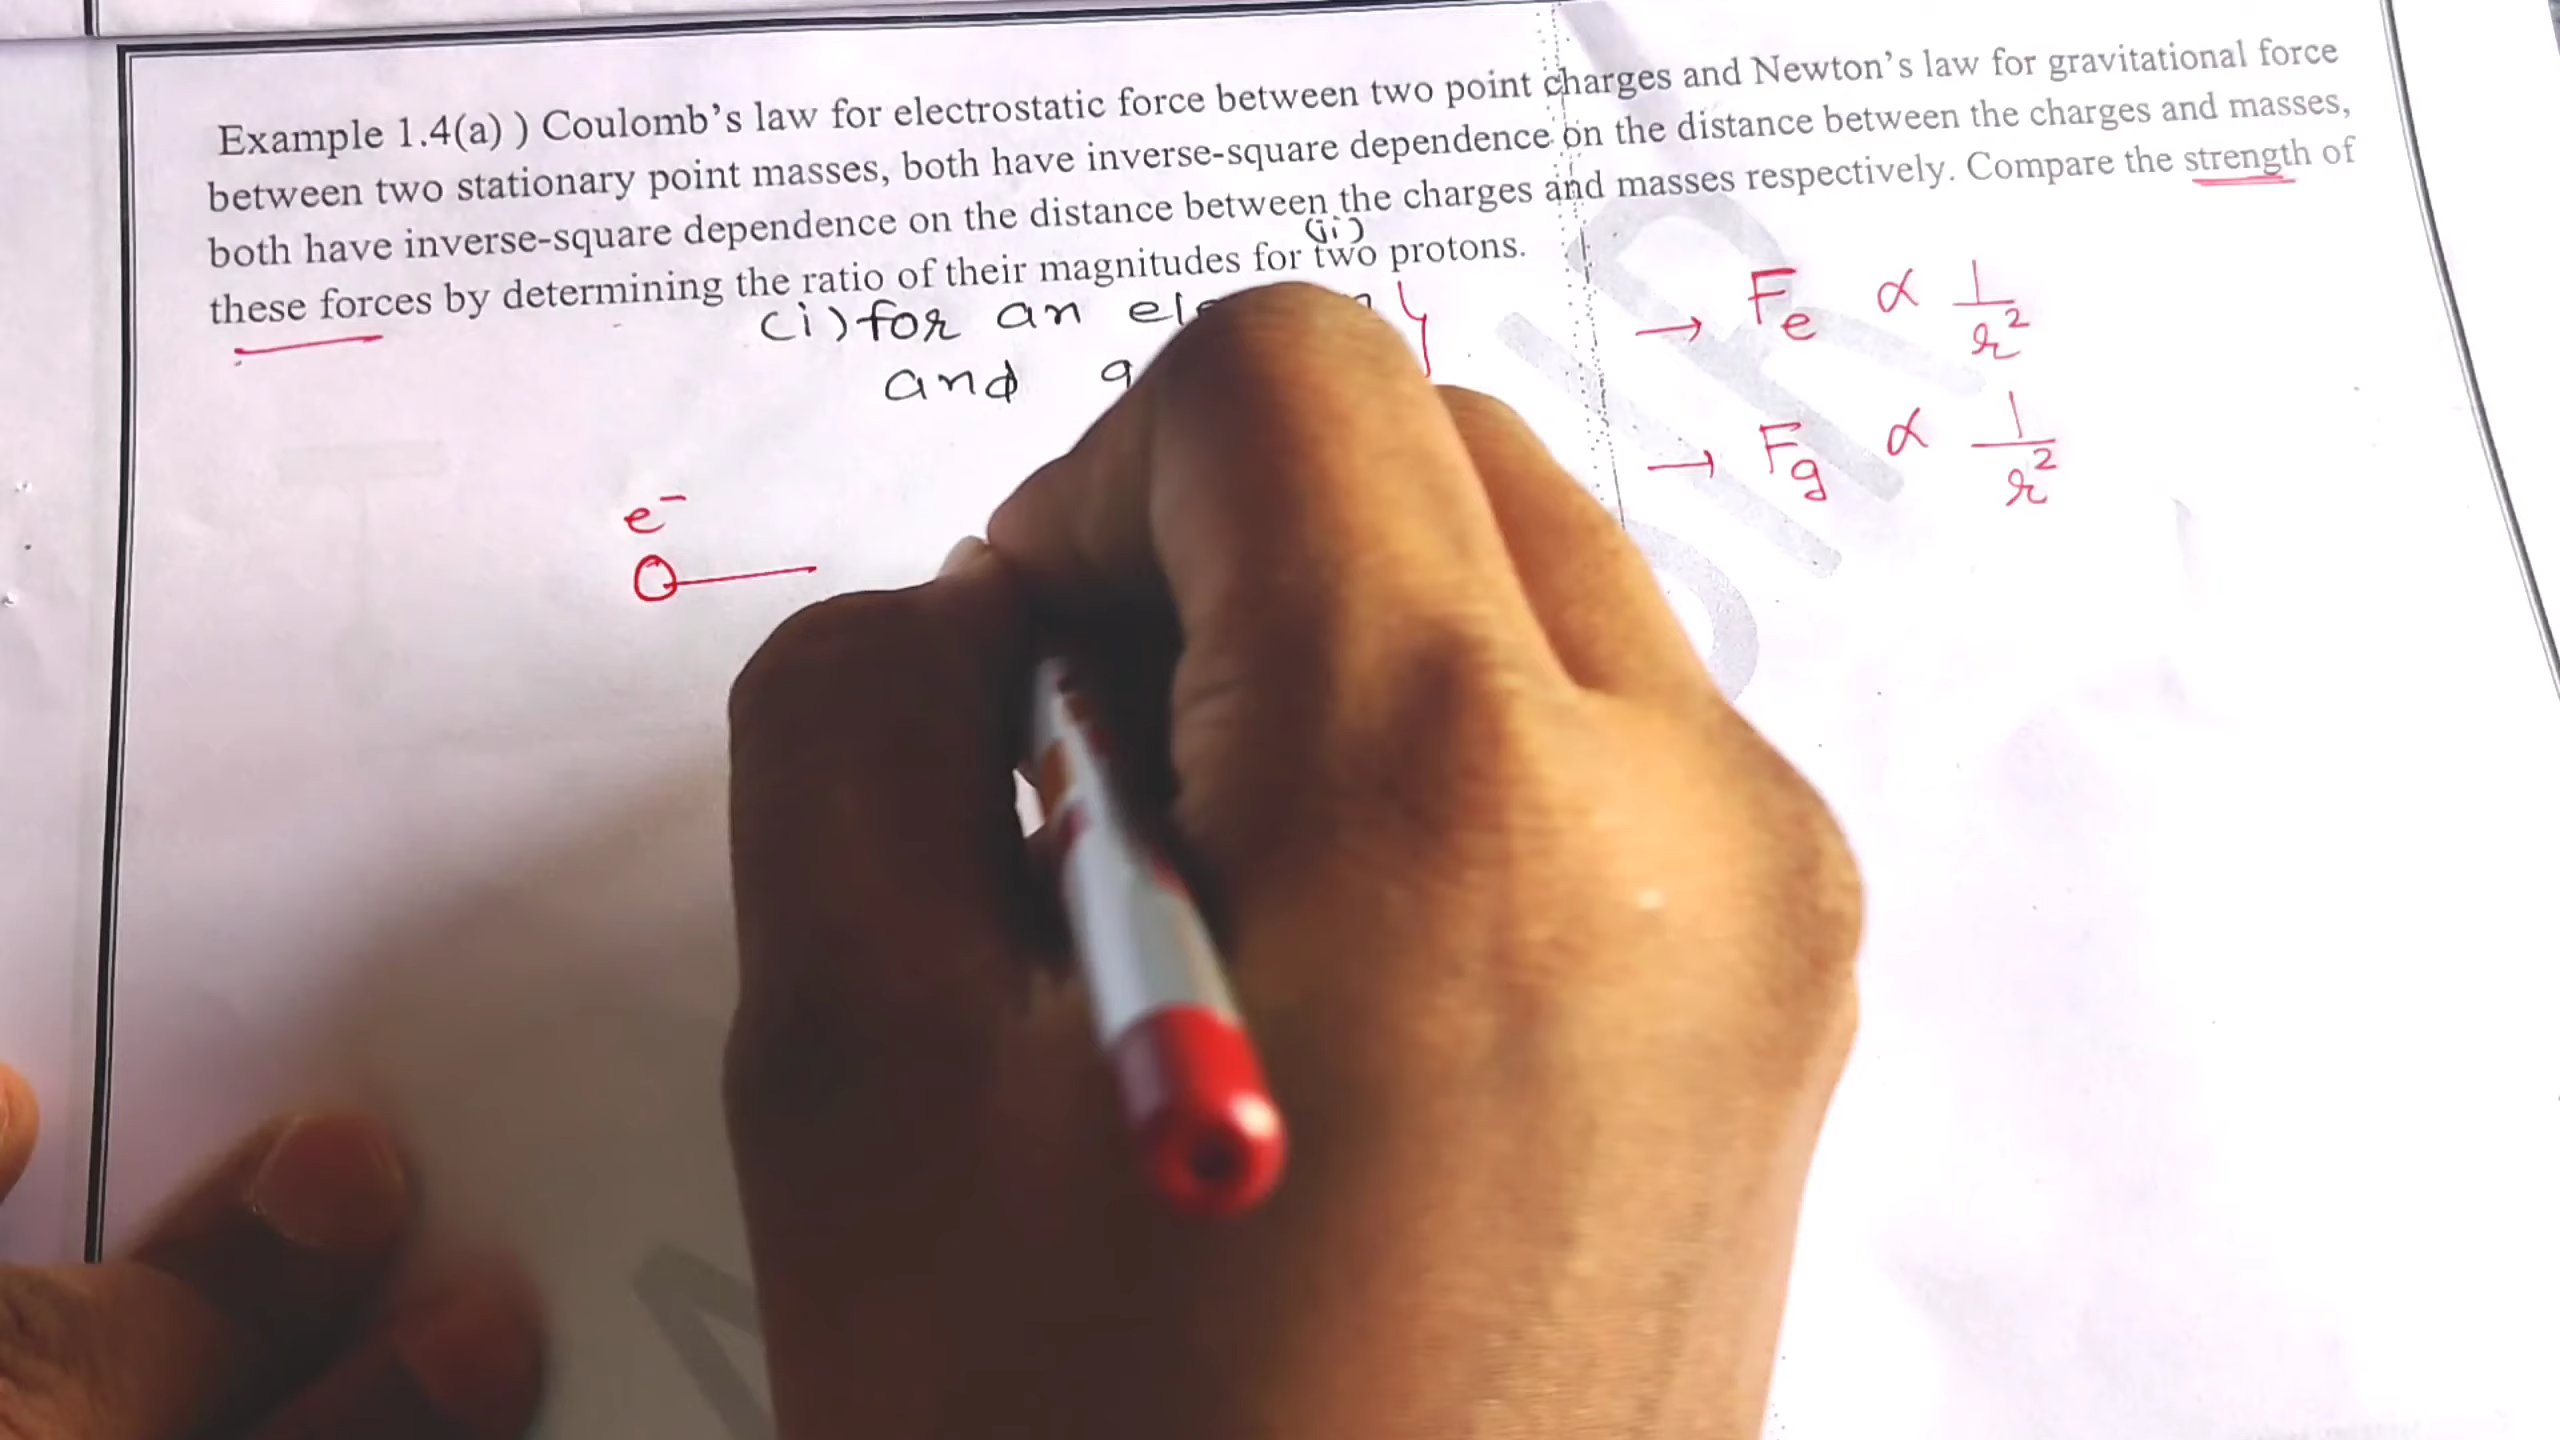 Example 1.4(a) ) Coulomb's law for electrostatic force between two point charges and Newton's law for gravitational force
between two stationary point masses, both have inverse-square dependence on the distance between the charges and masses,
both have inverse-square dependence on the distance between the charges and masses respectively. Compare the strength of
(ii)
these forces by determining the ratio of their magnitudes for two protons.
(i) for an
and
→ Fe ∝ 1/r²
→ Fg ∝ 1/r²
e⁻